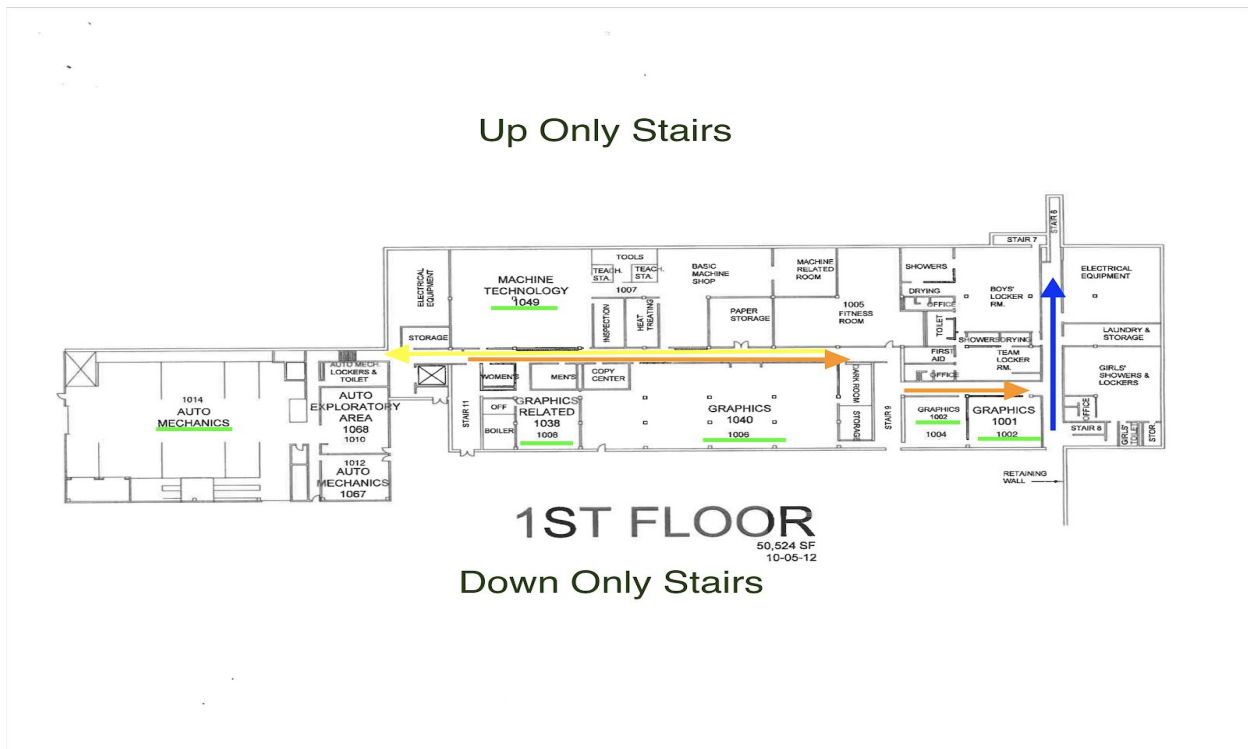 Up Only Stairs
STAIR 6
STAIR 7
ELECTRICAL
EQUIPMENT
MACHINE
TECHNOLOGY
1049
TOOLS
TEACH.
STA.
TEACH.
STA.
1007
INSPECTION
HEAT
TREATING
BASIC
MACHINE
SHOP
PAPER
STORAGE
MACHINE
RELATED
ROOM
1005
FITNESS
ROOM
SHOWERS
DRYING
OFFICE
TOILET
BOYS'
LOCKER
RM.
SHOWERS
DRYING
FIRST
AID
TEAM
LOCKER
RM.
OFFICE
ELECTRICAL
EQUIPMENT
LAUNDRY &
STORAGE
GIRLS'
SHOWERS &
LOCKERS
OFFICE
STAIR 8
GIRLS'
TOILET
STOR.
STORAGE
AUTO MECH.
LOCKERS &
TOILET
1014
AUTO
MECHANICS
AUTO
EXPLORATORY
AREA
1068
1010
1012
AUTO
MECHANICS
1067
STAIR 11
WOMEN'S
MEN'S
COPY
CENTER
OFF
BOILER
GRAPHICS
RELATED
1038
1008
GRAPHICS
1040
1006
DARK ROOM
STORAGE
STAIR 9
GRAPHICS
1002
1004
GRAPHICS
1001
1002
RETAINING
WALL
1ST FLOOR
50,524 SF
10-05-12
Down Only Stairs